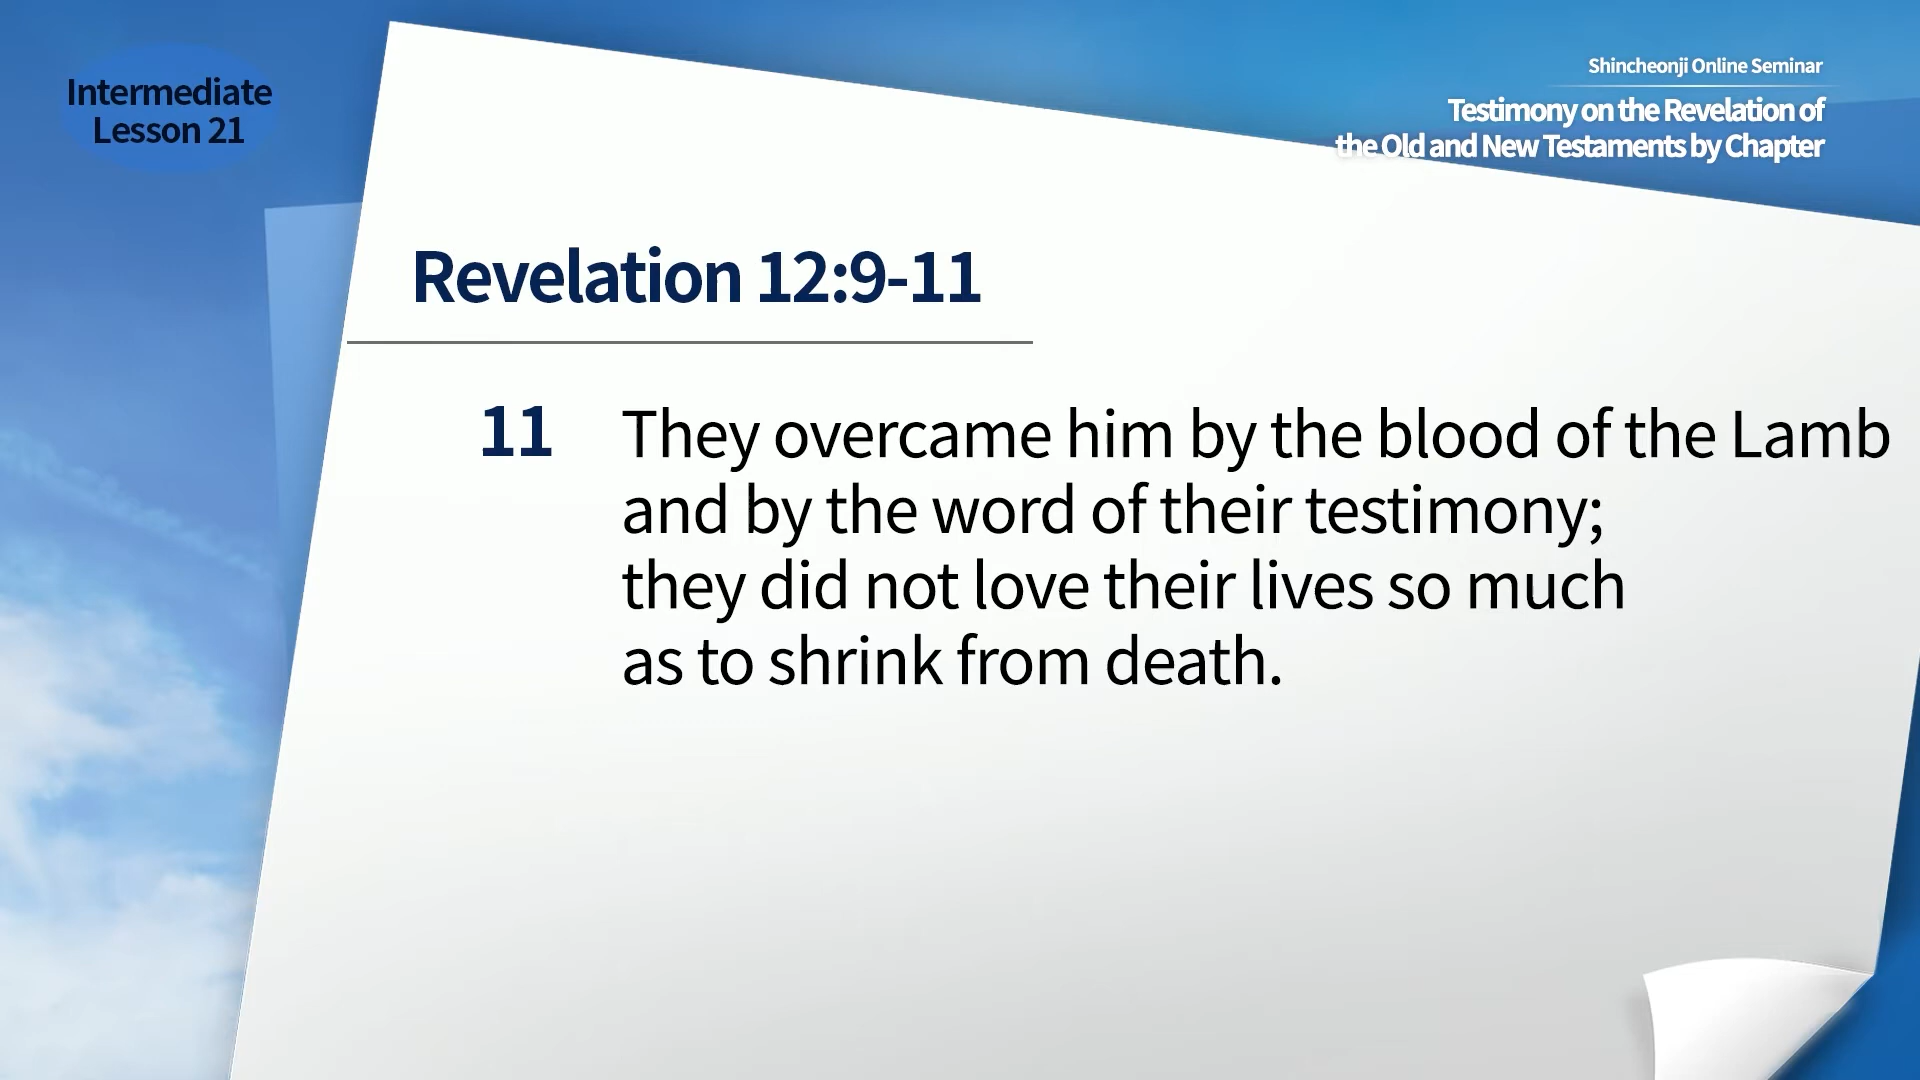 Intermediate
Lesson 21
Shincheonji Online Seminar
Testimony on the Revelation of
the Old and New Testaments by Chapter
Revelation 12:9-11
11 They overcame him by the blood of the Lamb
and by the word of their testimony;
they did not love their lives so much
as to shrink from death.